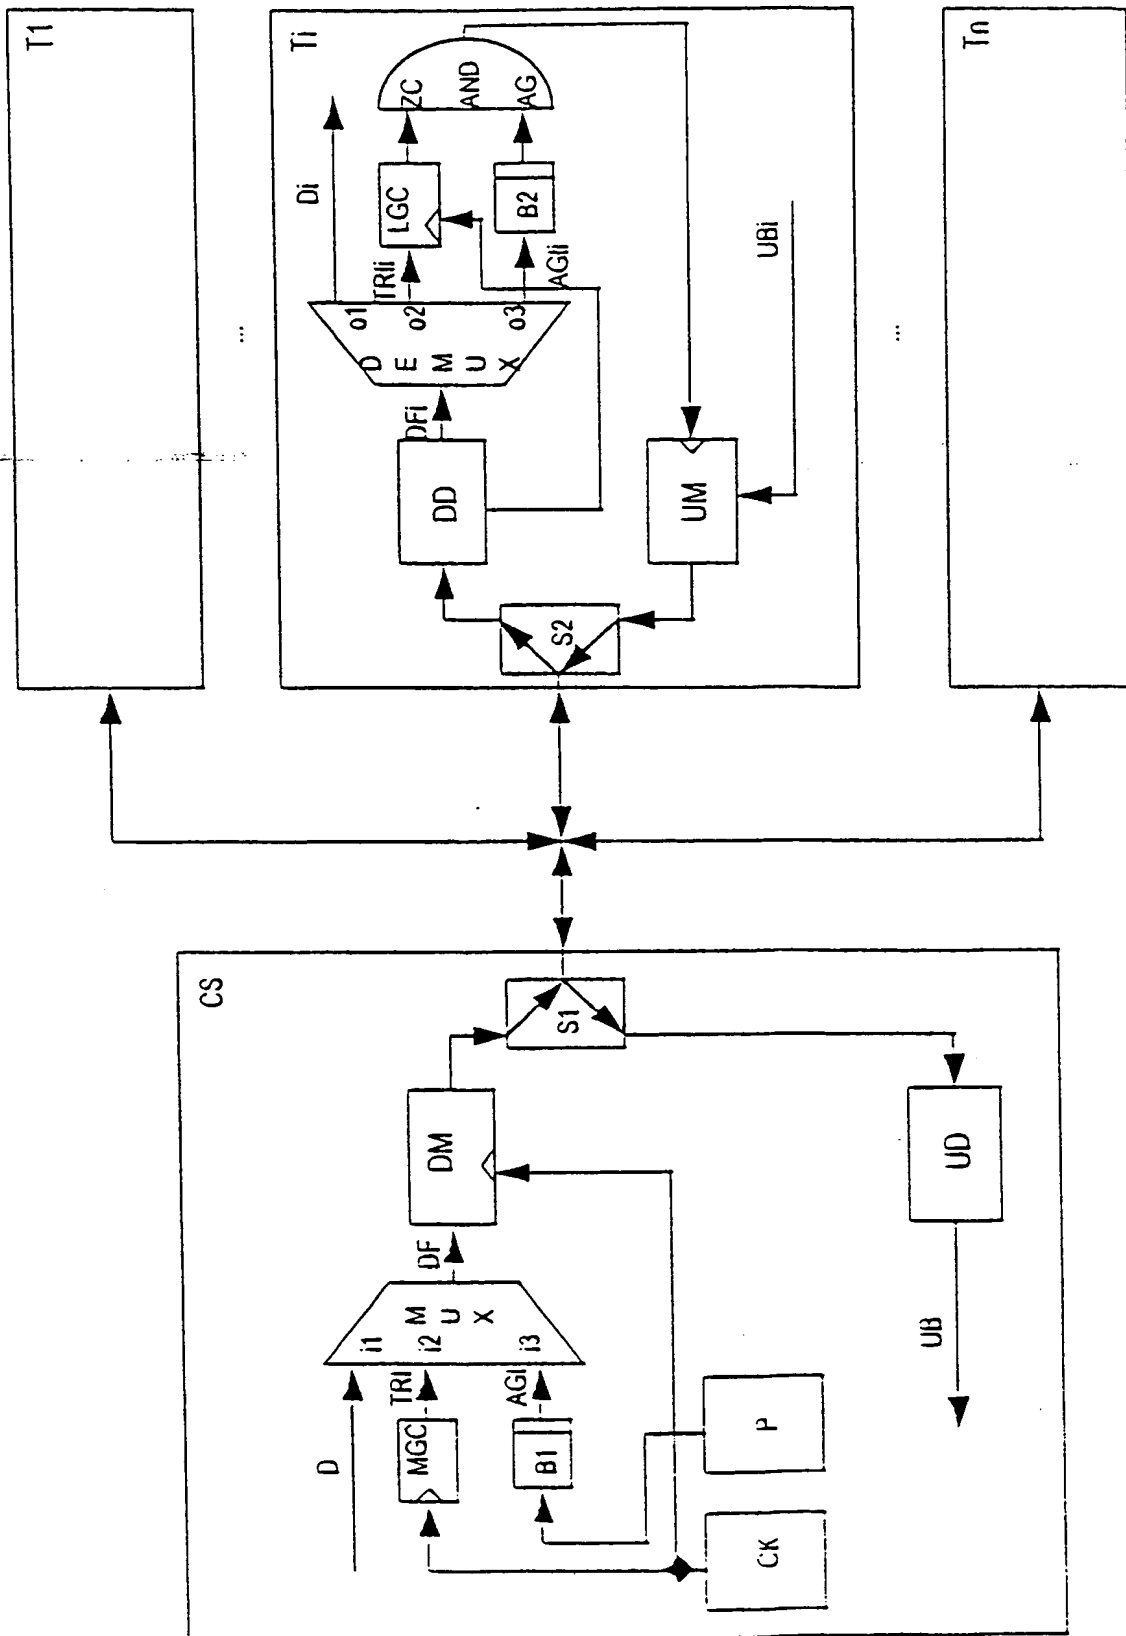 T1
...
Ti
Di
DFi
DD
D
E
M
U
X
o1
o2
o3
TRIi
AGIi
LGC
B2
ZC
AND
AG
S2
UM
UBi
...
Tn
CS
D
MGC
TRI
B1
AGI
i1
i2
i3
M
U
X
DF
DM
S1
CK
P
UD
UB